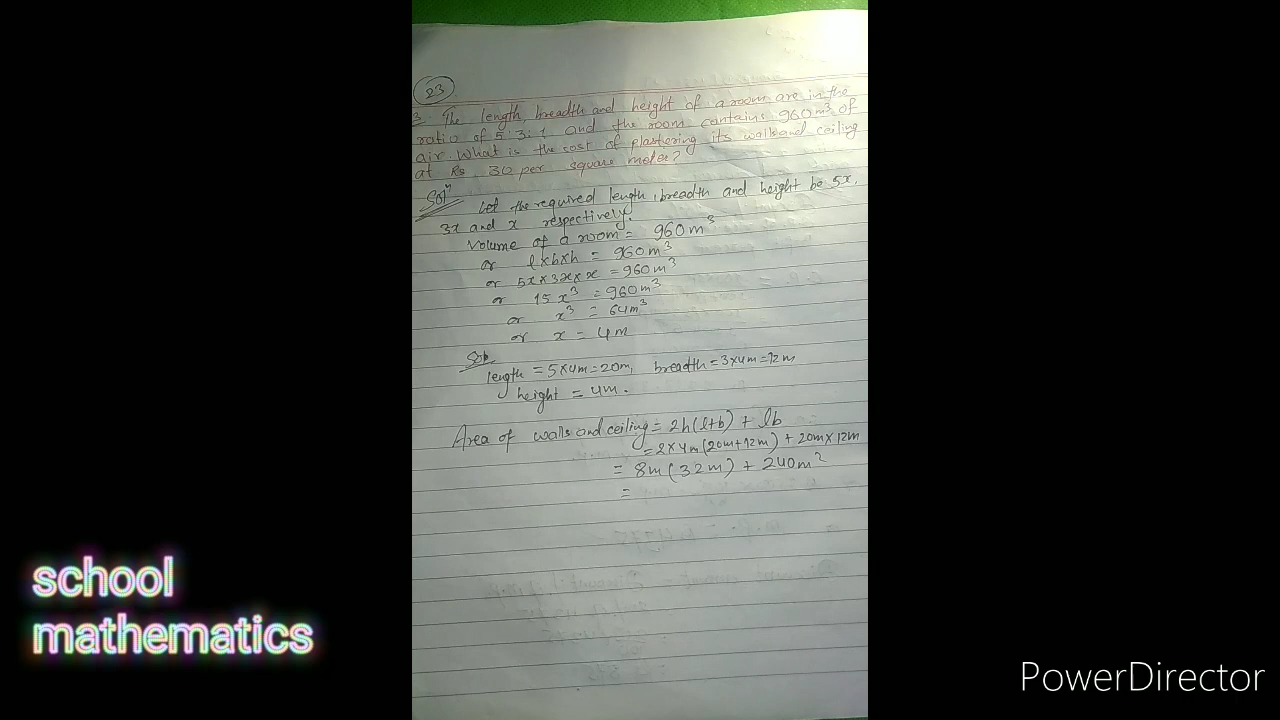 23
3. The length breadth and height of a room are in the
ratio of 5:3:1 and the room contains 960m³ of
air. What is the cost of plastering its walls and ceiling
at Rs 30 per square meter?
Solⁿ
Let the required length, breadth and height be 5x,
3x and x respectively.
Volume of a room = 960m³
or l×b×h = 960m³
or 5x×3x×x = 960m³
or 15x³ = 960m³
or x³ = 64m³
or x = 4m
So,
length = 5×4m=20m, breadth=3×4m=12m
height = 4m.
Area of walls and ceiling = 2h(l+b) + lb
= 2×4m(20m+12m) + 20m×12m
= 8m(32m) + 240m²
=
school
mathematics
PowerDirector